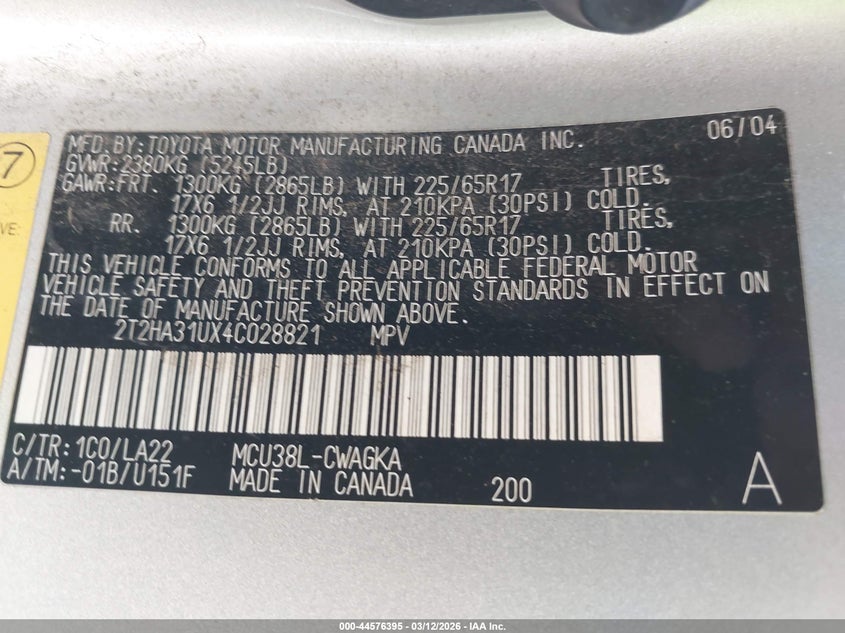 7
VE:
MFD.BY:TOYOTA MOTOR MANUFACTURING CANADA INC. 06/04
GVWR:2380KG (5245LB)
GAWR:FRT. 1300KG (2865LB) WITH 225/65R17 TIRES,
17X6 1/2JJ RIMS, AT 210KPA (30PSI) COLD.
RR. 1300KG (2865LB) WITH 225/65R17 TIRES,
17X6 1/2JJ RIMS, AT 210KPA (30PSI) COLD.
THIS VEHICLE CONFORMS TO ALL APPLICABLE FEDERAL MOTOR
VEHICLE SAFETY AND THEFT PREVENTION STANDARDS IN EFFECT ON
THE DATE OF MANUFACTURE SHOWN ABOVE.
2T2HA31UX4C028821 MPV
C/TR:1C0/LA22 MCU38L-CWAGKA
A/TM:-01B/U151F MADE IN CANADA 200 A
000-44576395 - 03/12/2026 - IAA Inc.